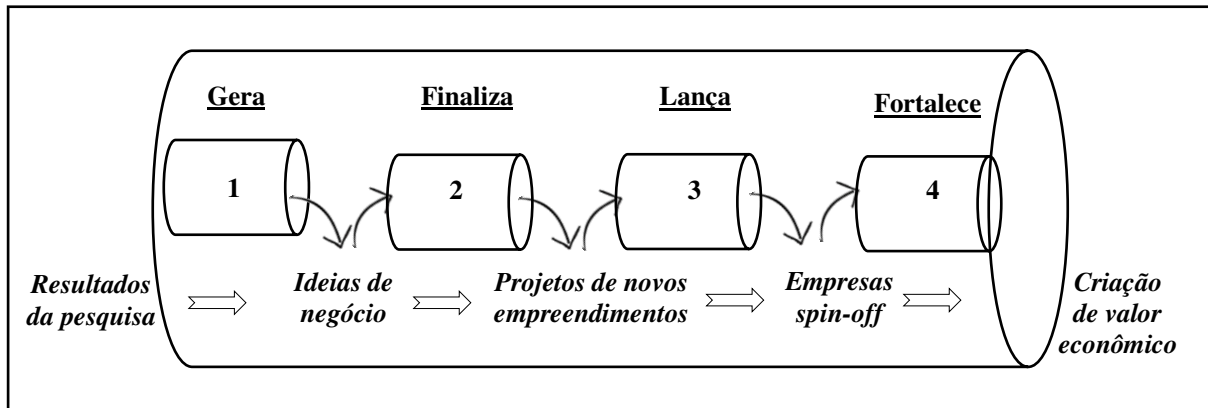 Gera
Finaliza
Lança
Fortalece
1
2
3
4
Resultados
da pesquisa
Ideias de
negócio
Projetos de novos
empreendimentos
Empresas
spin-off
Criação
de valor
econômico